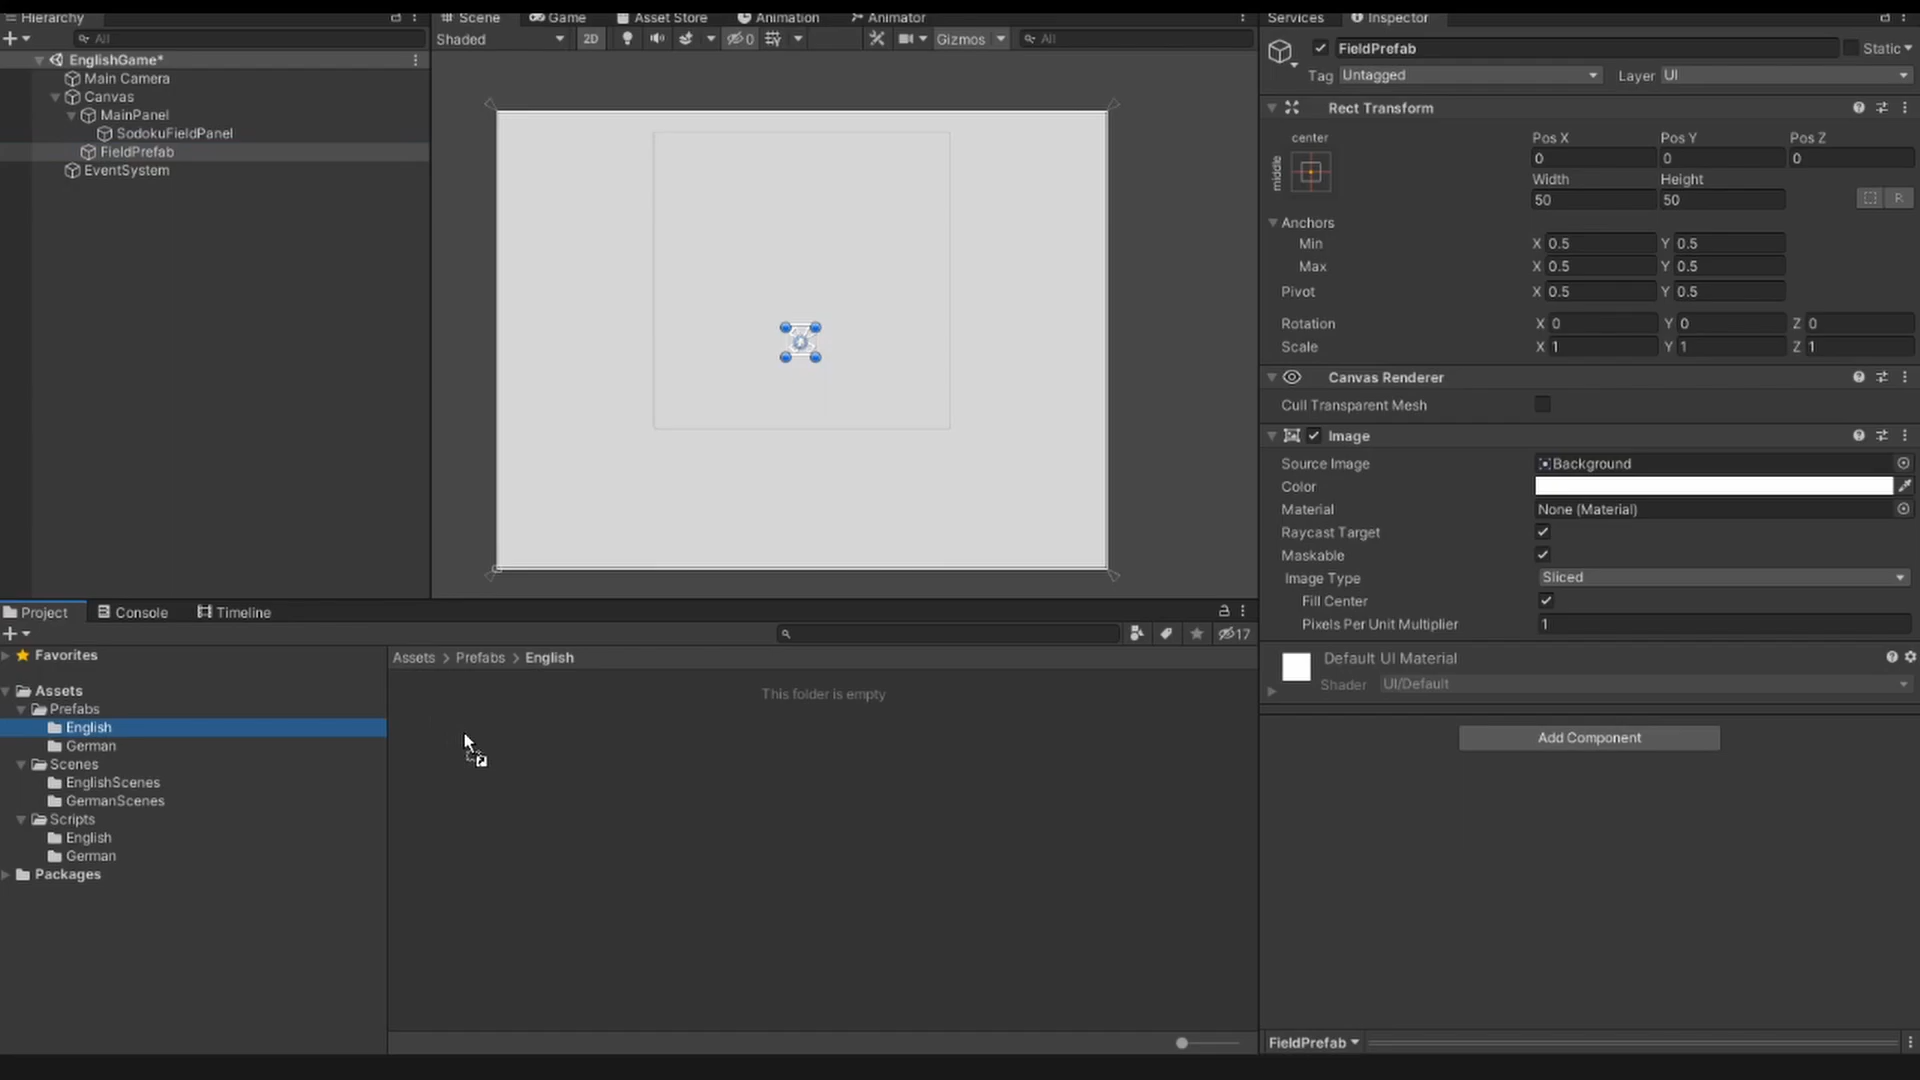 Hierarchy
All
EnglishGame*
Main Camera
Canvas
MainPanel
SodokuFieldPanel
FieldPrefab
EventSystem
Scene Game Asset Store Animation Animator
Shaded 2D 0 Gizmos All
Services Inspector
FieldPrefab Static
Tag Untagged Layer UI
Rect Transform
center Pos X Pos Y Pos Z
middle 0 0 0
Width Height
50 50 R
Anchors
Min X 0.5 Y 0.5
Max X 0.5 Y 0.5
Pivot X 0.5 Y 0.5
Rotation X 0 Y 0 Z 0
Scale X 1 Y 1 Z 1
Canvas Renderer
Cull Transparent Mesh
Image
Source Image Background
Color
Material None (Material)
Raycast Target
Maskable
Image Type Sliced
Fill Center
Pixels Per Unit Multiplier 1
Default UI Material
Shader UI/Default
Add Component
FieldPrefab
Project Console Timeline
17
Favorites
Assets
Prefabs
English
German
Scenes
EnglishScenes
GermanScenes
Scripts
English
German
Packages
Assets > Prefabs > English
This folder is empty